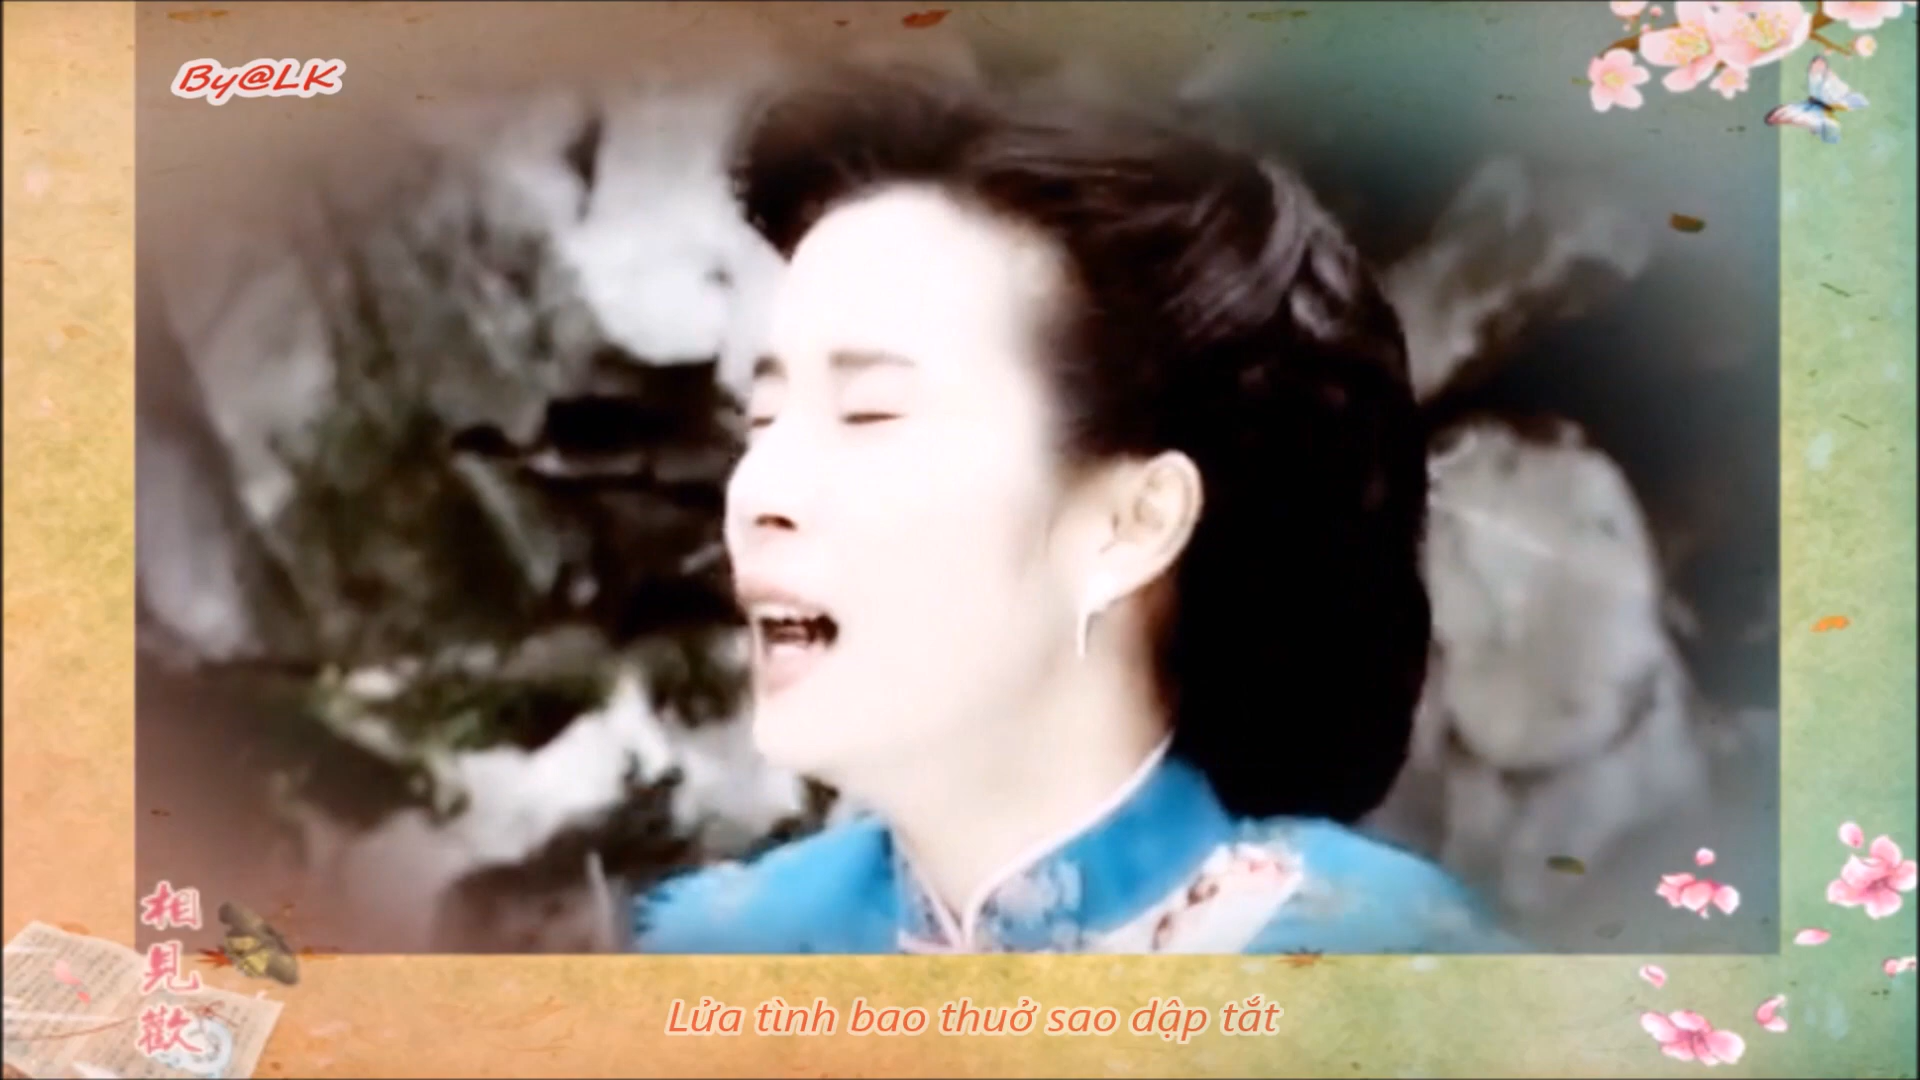 By@LK
相見歡
Lửa tình bao thuở sao dập tắt